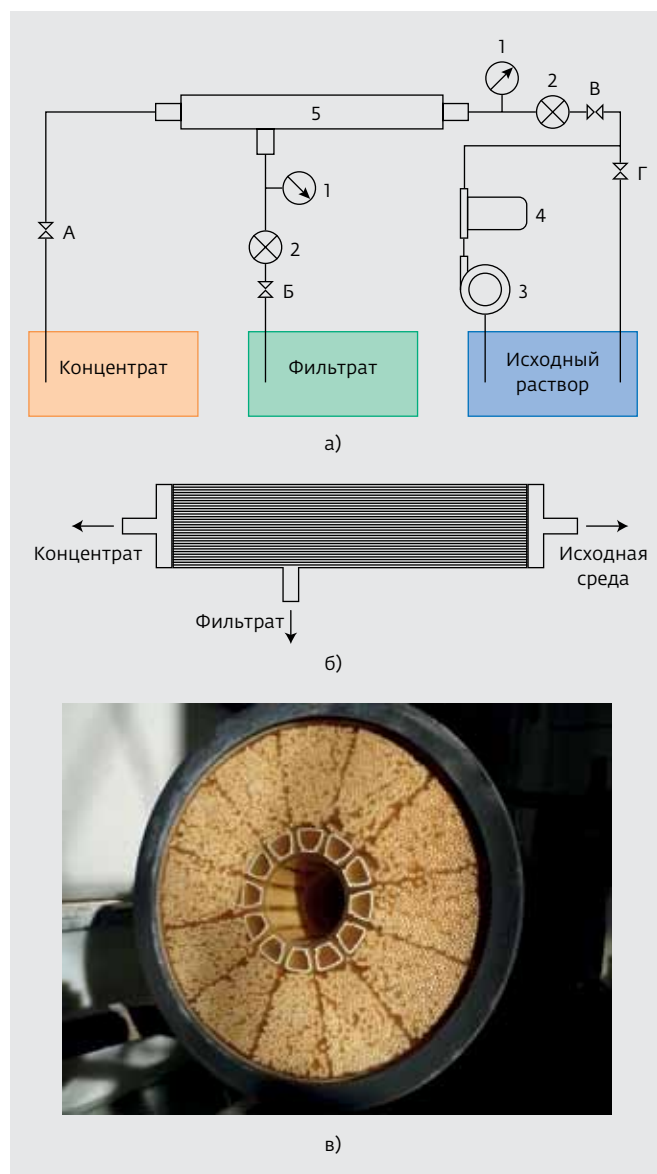 1
2
В
5
1
Г
4
А
2
Б
3
Концентрат
Фильтрат
Исходный
раствор
а)
Концентрат
Исходная
среда
Фильтрат
б)
в)